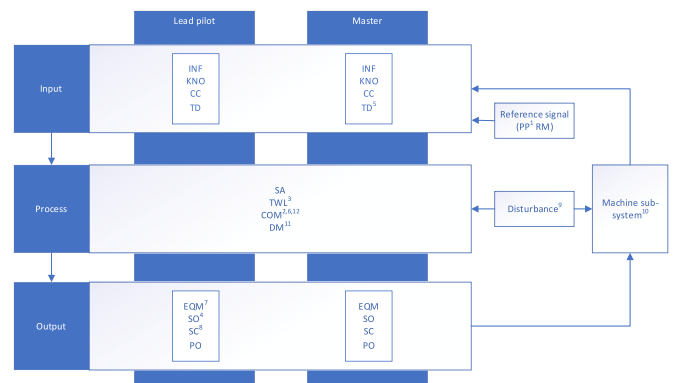 Lead pilot
Master
Input
INF
KNO
CC
TD
INF
KNO
CC
TD⁵
Reference signal
(PP¹ RM)
Process
SA
TWL³
COM²,⁶,¹²
DM¹¹
Disturbance⁹
Machine sub-
system¹⁰
Output
EQM⁷
SO⁴
SC⁸
PO
EQM
SO
SC
PO